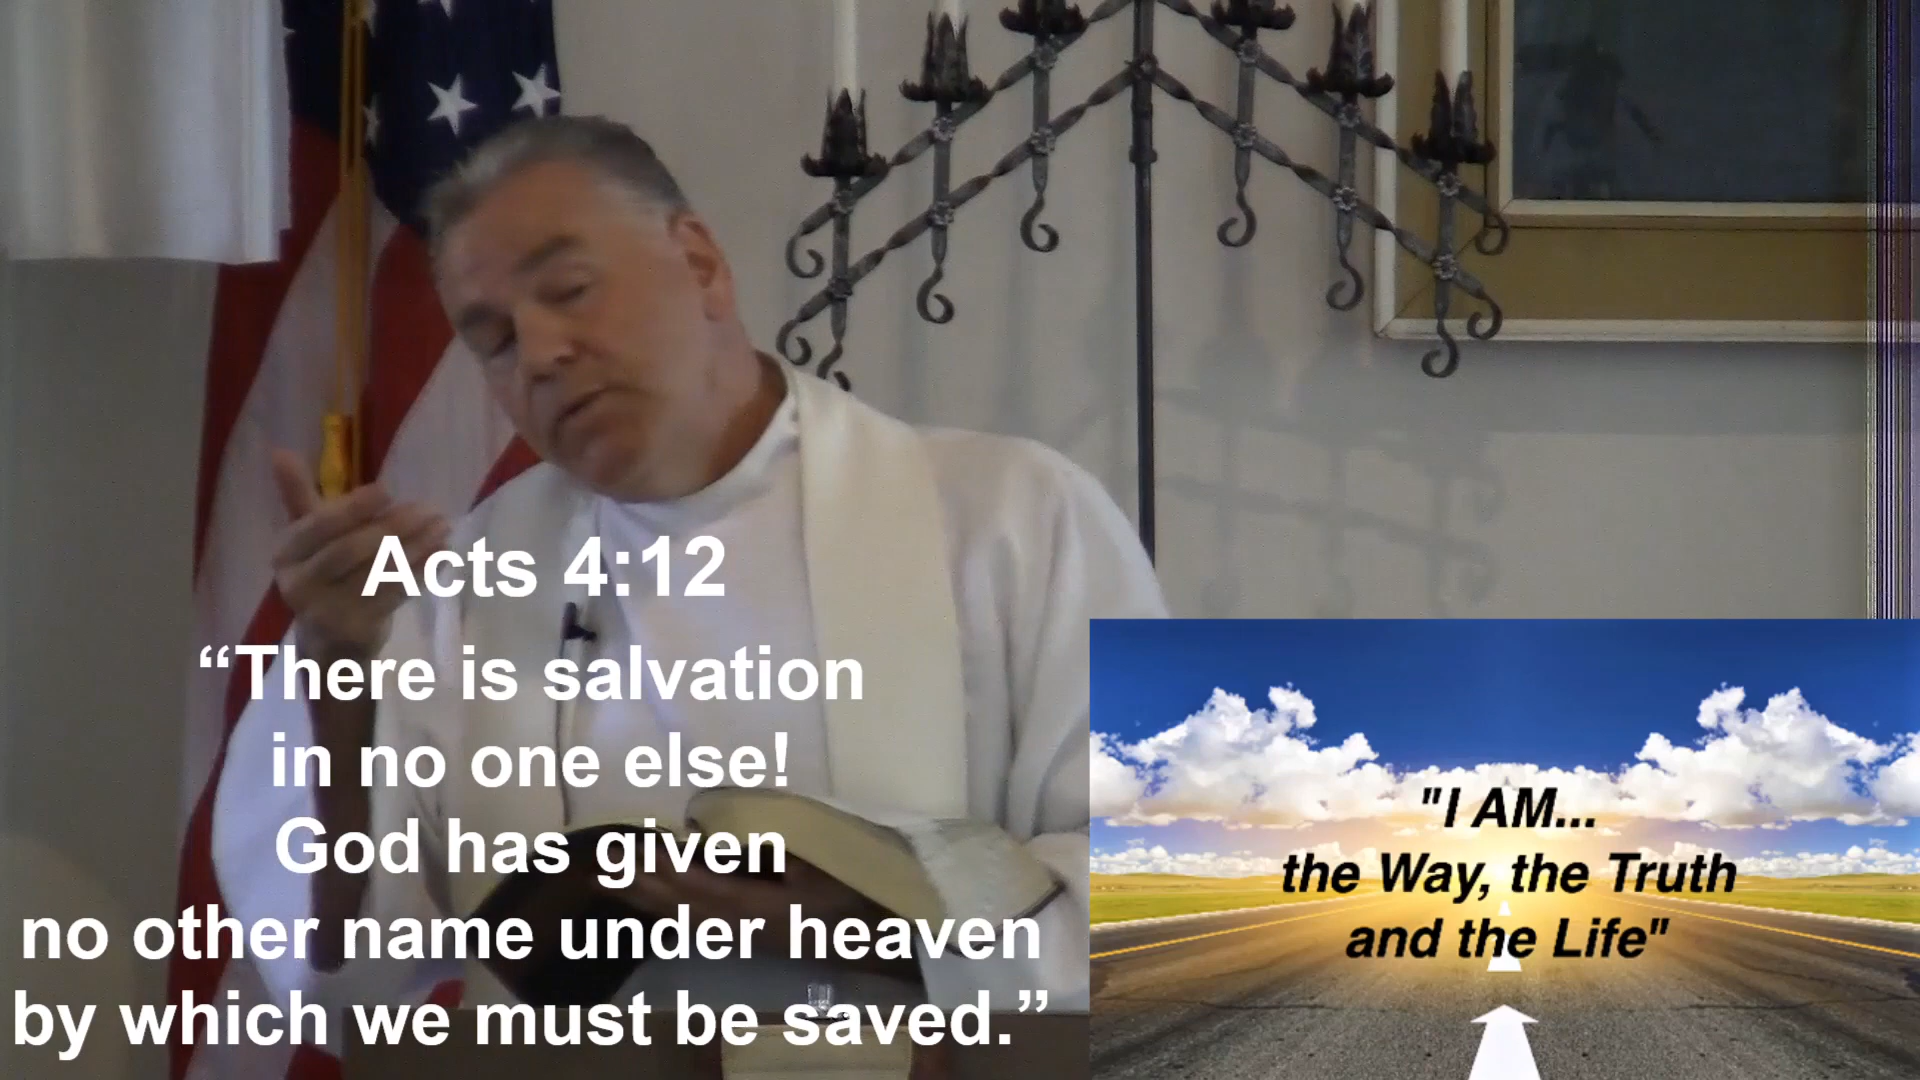 Acts 4:12
“There is salvation
in no one else!
God has given
no other name under heaven
by which we must be saved.”
"I AM...
the Way, the Truth
and the Life"